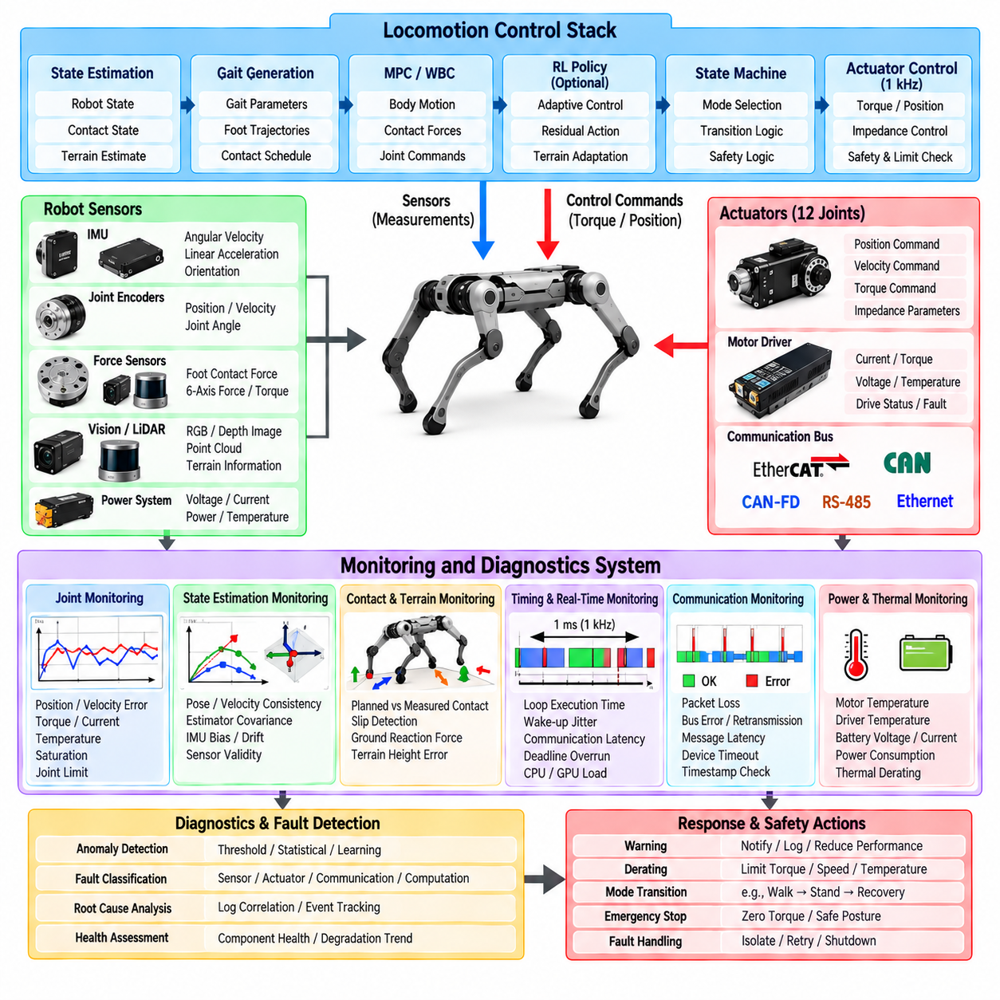 Locomotion Control Stack
State Estimation
Robot State
Contact State
Terrain Estimate
Gait Generation
Gait Parameters
Foot Trajectories
Contact Schedule
MPC / WBC
Body Motion
Contact Forces
Joint Commands
RL Policy
(Optional)
Adaptive Control
Residual Action
Terrain Adaptation
State Machine
Mode Selection
Transition Logic
Safety Logic
Actuator Control
(1 kHz)
Torque / Position
Impedance Control
Safety & Limit Check
Robot Sensors
IMU
Angular Velocity
Linear Acceleration
Orientation
Joint Encoders
Position / Velocity
Joint Angle
Force Sensors
Foot Contact Force
6-Axis Force / Torque
Vision / LiDAR
RGB / Depth Image
Point Cloud
Terrain Information
Power System
Voltage / Current
Power / Temperature
Sensors
(Measurements)
Control Commands
(Torque / Position)
Actuators (12 Joints)
Position Command
Velocity Command
Torque Command
Impedance Parameters
Motor Driver
Current / Torque
Voltage / Temperature
Drive Status / Fault
Communication Bus
EtherCAT
CAN
CAN-FD
RS-485
Ethernet
Monitoring and Diagnostics System
Joint Monitoring
Position / Velocity Error
Torque / Current
Temperature
Saturation
Joint Limit
State Estimation Monitoring
Pose / Velocity Consistency
Estimator Covariance
IMU Bias / Drift
Sensor Validity
Contact & Terrain Monitoring
Planned vs Measured Contact
Slip Detection
Ground Reaction Force
Terrain Height Error
Timing & Real-Time Monitoring
1 ms (1 kHz)
Loop Execution Time
Wake-up Jitter
Communication Latency
Deadline Overrun
CPU / GPU Load
Communication Monitoring
OK
Error
Packet Loss
Bus Error / Retransmission
Message Latency
Device Timeout
Timestamp Check
Power & Thermal Monitoring
Motor Temperature
Driver Temperature
Battery Voltage / Current
Power Consumption
Thermal Derating
Diagnostics & Fault Detection
Anomaly Detection
Threshold / Statistical / Learning
Fault Classification
Sensor / Actuator / Communication / Computation
Root Cause Analysis
Log Correlation / Event Tracking
Health Assessment
Component Health / Degradation Trend
Response & Safety Actions
Warning
Notify / Log / Reduce Performance
Derating
Limit Torque / Speed / Temperature
Mode Transition
e.g., Walk → Stand → Recovery
Emergency Stop
Zero Torque / Safe Posture
Fault Handling
Isolate / Retry / Shutdown